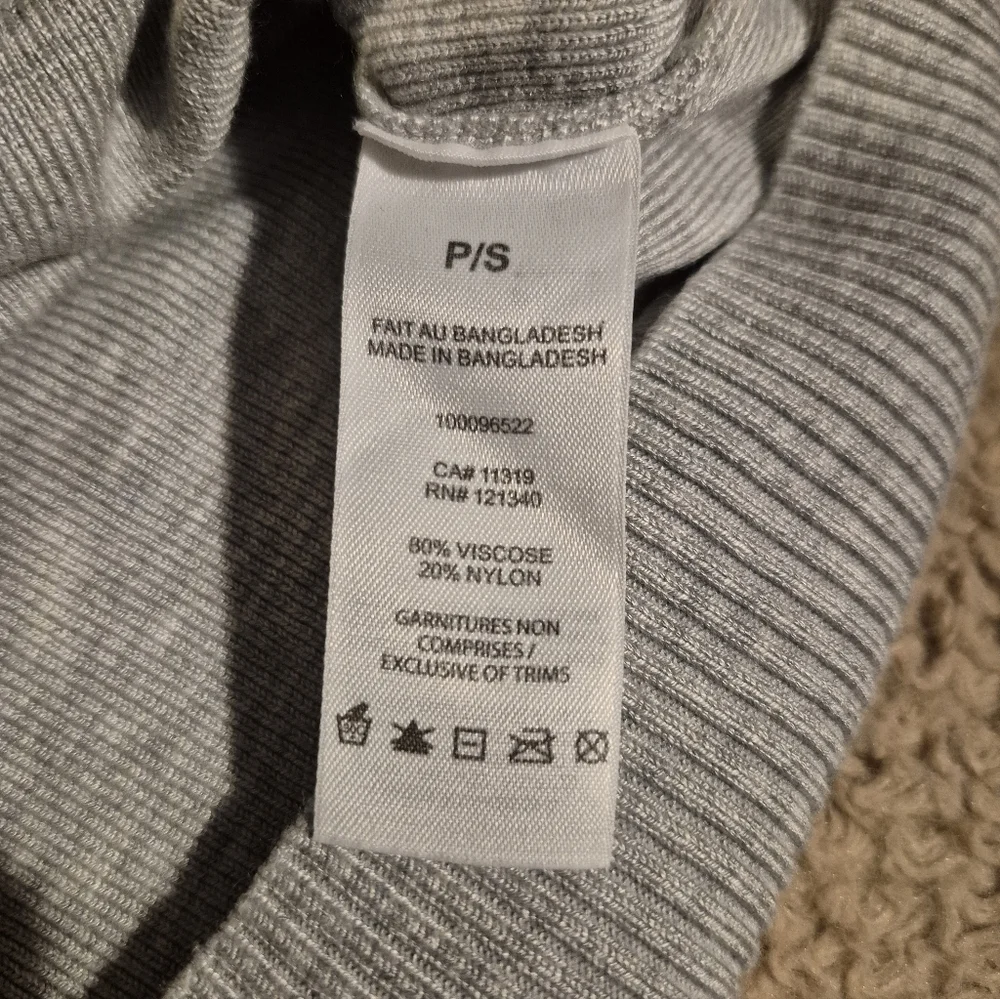 P/S
FAIT AU BANGLADESH
MADE IN BANGLADESH
100096522
CA# 11319
RN# 121340
80% VISCOSE
20% NYLON
GARNITURES NON
COMPRISES /
EXCLUSIVE OF TRIMS